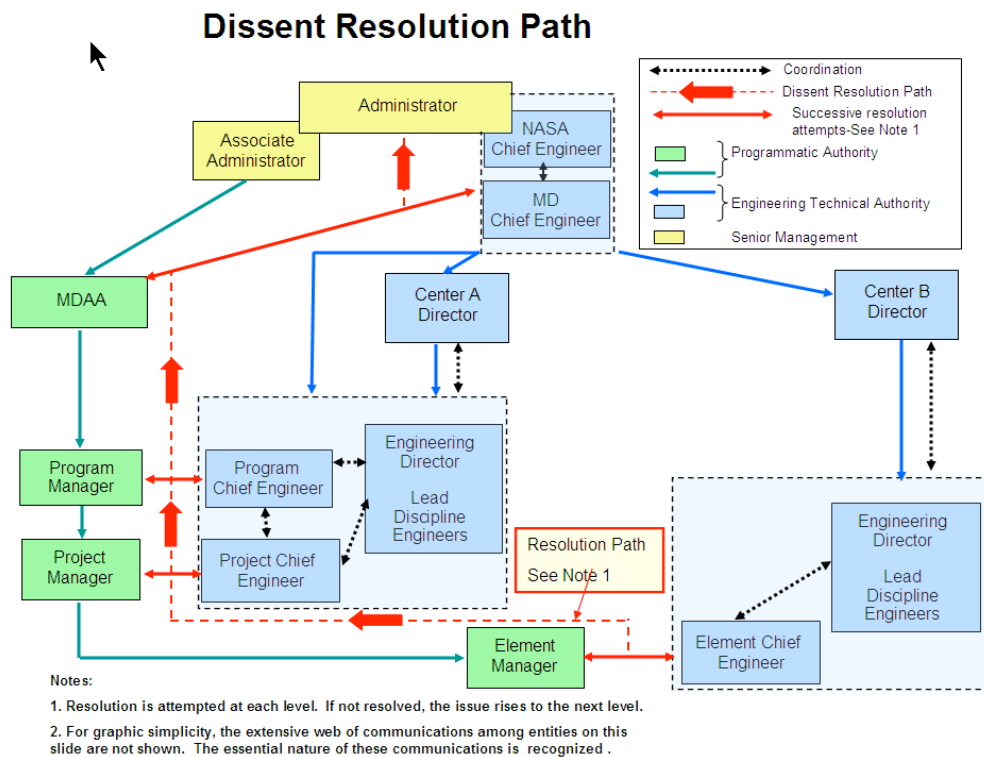 Dissent Resolution Path
Coordination
Dissent Resolution Path
Successive resolution
attempts-See Note 1
Programmatic Authority
Engineering Technical Authority
Senior Management
Administrator
Associate
Administrator
NASA
Chief Engineer
MD
Chief Engineer
MDAA
Center A
Director
Center B
Director
Program
Manager
Program
Chief Engineer
Engineering
Director
Lead
Discipline
Engineers
Project
Manager
Project Chief
Engineer
Resolution Path
See Note 1
Engineering
Director
Lead
Discipline
Engineers
Element
Manager
Element Chief
Engineer
Notes:
1. Resolution is attempted at each level. If not resolved, the issue rises to the next level.
2. For graphic simplicity, the extensive web of communications among entities on this
slide are not shown. The essential nature of these communications is recognized .